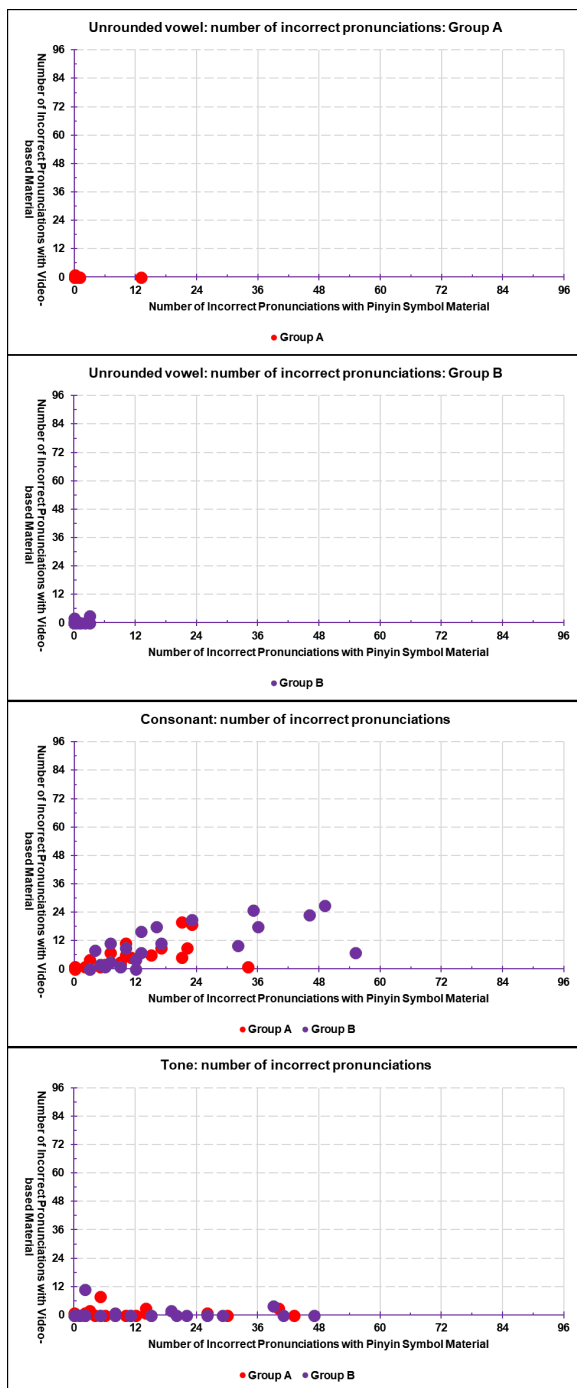 Unrounded vowel: number of incorrect pronunciations: Group A
Number of Incorrect Pronunciations with Video-
based Material
96
84
72
60
48
36
24
12
0
0 12 24 36 48 60 72 84 96
Number of Incorrect Pronunciations with Pinyin Symbol Material
Group A
Unrounded vowel: number of incorrect pronunciations: Group B
Number of Incorrect Pronunciations with Video-
based Material
96
84
72
60
48
36
24
12
0
0 12 24 36 48 60 72 84 96
Number of Incorrect Pronunciations with Pinyin Symbol Material
Group B
Consonant: number of incorrect pronunciations
Number of Incorrect Pronunciations with Video-
based Material
96
84
72
60
48
36
24
12
0
0 12 24 36 48 60 72 84 96
Number of Incorrect Pronunciations with Pinyin Symbol Material
Group A Group B
Tone: number of incorrect pronunciations
Number of Incorrect Pronunciations with Video-
based Material
96
84
72
60
48
36
24
12
0
0 12 24 36 48 60 72 84 96
Number of Incorrect Pronunciations with Pinyin Symbol Material
Group A Group B